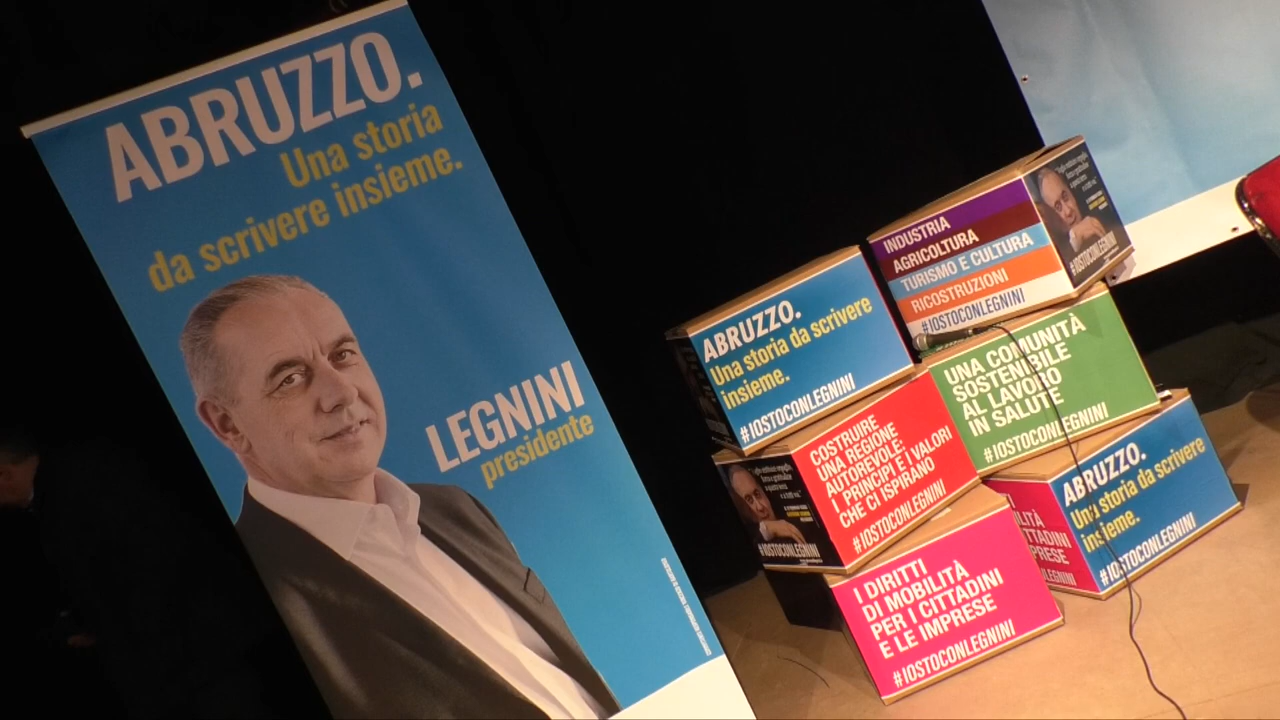 ABRUZZO.
Una storia
da scrivere insieme.
LEGNINI
presidente
INDUSTRIA
AGRICOLTURA
TURISMO E CULTURA
RICOSTRUZIONI
#IOSTOCONLEGNINI
#IOSTOCONLEGNINI
ABRUZZO.
Una storia da scrivere
insieme.
#IOSTOCONLEGNINI
UNA COMUNITÀ
SOSTENIBILE
AL LAVORO
IN SALUTE
#IOSTOCONLEGNINI
COSTRUIRE
UNA REGIONE
AUTOREVOLE:
I PRINCIPI E I VALORI
CHE CI ISPIRANO
#IOSTOCONLEGNINI
#IOSTOCONLEGNINI
ABRUZZO.
Una storia da scrivere
insieme.
#IOSTOCONLEGNINI
I DIRITTI
DI MOBILITÀ
PER I CITTADINI
E LE IMPRESE
#IOSTOCONLEGNINI